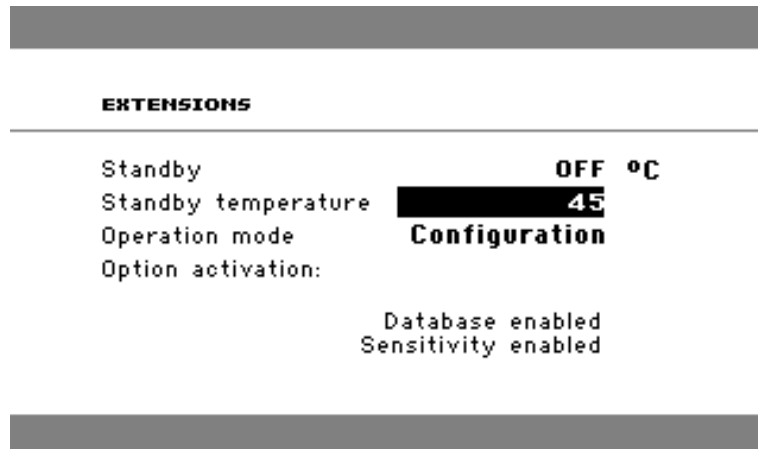 EXTENSIONS
Standby OFF ºC
Standby temperature 45
Operation mode Configuration
Option activation:
Database enabled
Sensitivity enabled